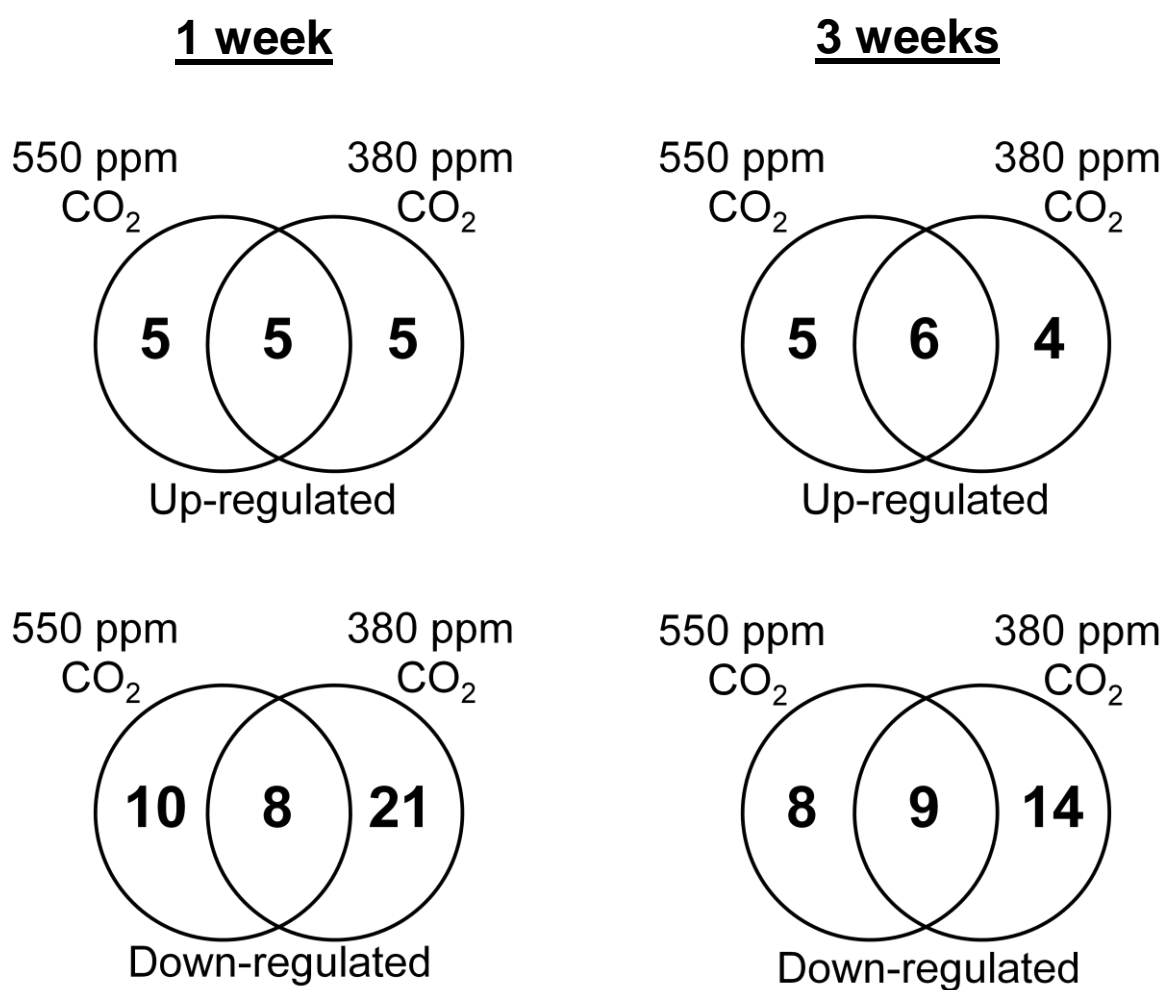 1 week
3 weeks
550 ppm CO₂
380 ppm CO₂
550 ppm CO₂
380 ppm CO₂
5 5 5
5 6 4
Up-regulated
Up-regulated
550 ppm CO₂
380 ppm CO₂
550 ppm CO₂
380 ppm CO₂
10 8 21
8 9 14
Down-regulated
Down-regulated